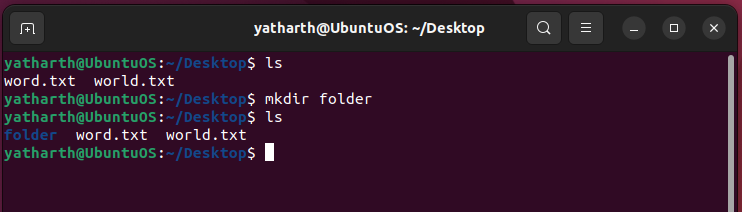 yatharth@UbuntuOS: ~/Desktop
yatharth@UbuntuOS:~/Desktop$ ls
word.txt  world.txt
yatharth@UbuntuOS:~/Desktop$ mkdir folder
yatharth@UbuntuOS:~/Desktop$ ls
folder  word.txt  world.txt
yatharth@UbuntuOS:~/Desktop$